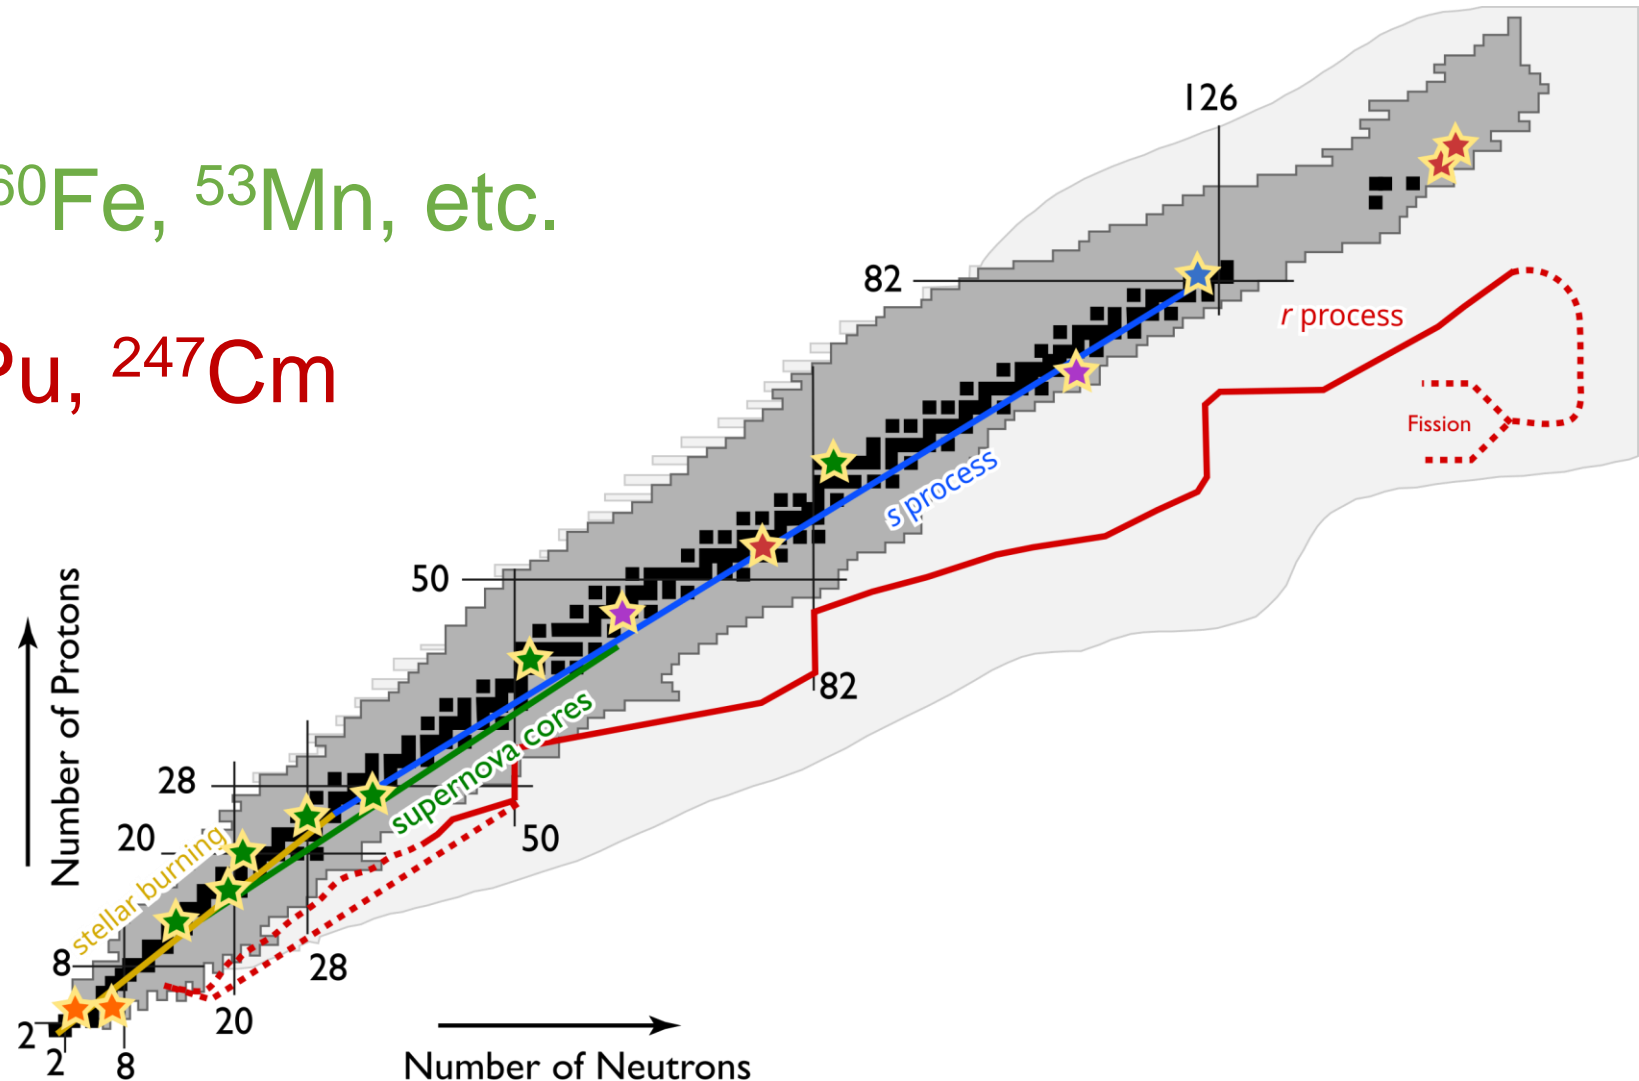 126
60Fe, 53Mn, etc.
82
r process
Pu, 247Cm
Fission
s process
50
82
28
supernova cores
20
50
stellar burning
8
28
2
20
2
8
Number of Protons
Number of Neutrons